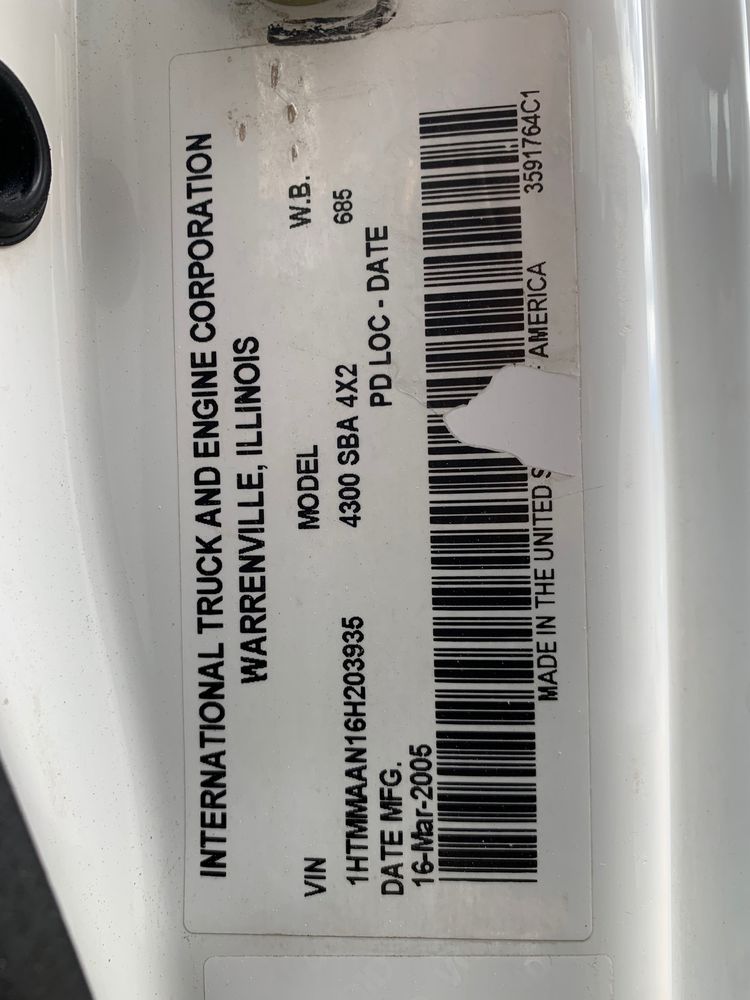 INTERNATIONAL TRUCK AND ENGINE CORPORATION
WARRENVILLE, ILLINOIS
VIN MODEL W.B.
1HTMMAAN16H203935 4300 SBA 4X2 685
DATE MFG. PD LOC - DATE
16-Mar-2005
MADE IN THE UNITED AMERICA 3591764C1